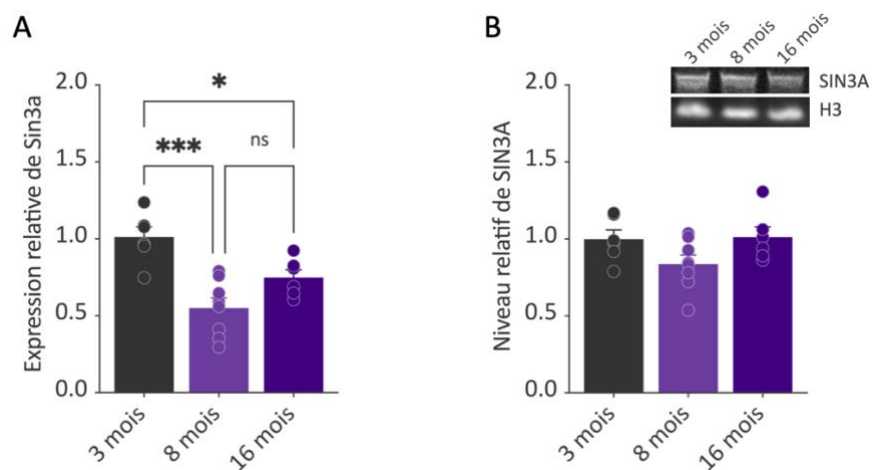 A
Expression relative de Sin3a
2.0
1.5
1.0
0.5
0.0
*
***
ns
3 mois
8 mois
16 mois
B
Niveau relatif de SIN3A
2.0
1.5
1.0
0.5
0.0
3 mois
8 mois
16 mois
SIN3A
H3
3 mois
8 mois
16 mois